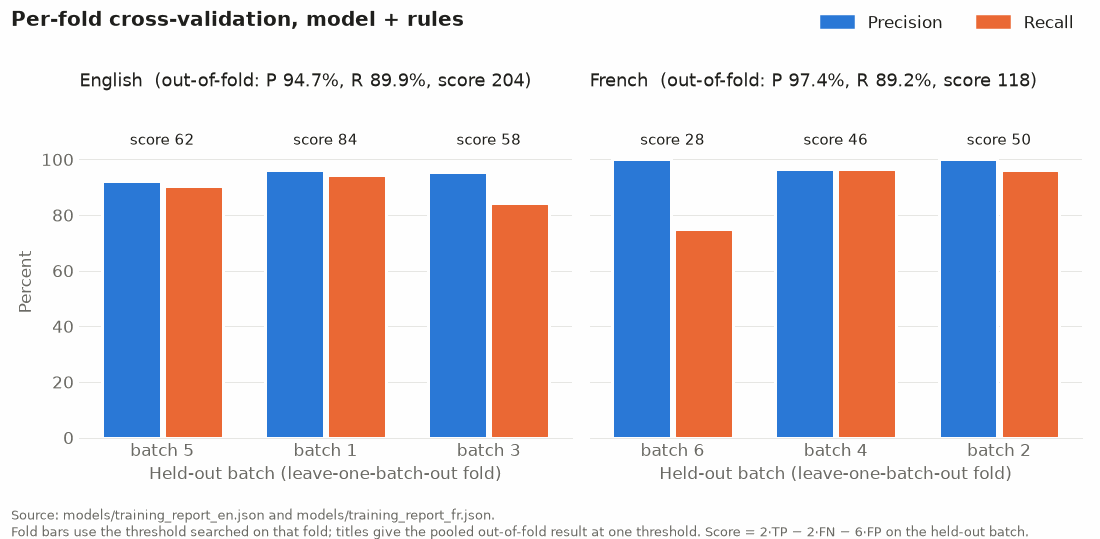 Per-fold cross-validation, model + rules
Precision
Recall
English (out-of-fold: P 94.7%, R 89.9%, score 204)
French (out-of-fold: P 97.4%, R 89.2%, score 118)
score 62
score 84
score 58
score 28
score 46
score 50
100
80
60
40
20
0
Percent
batch 5
batch 1
batch 3
batch 6
batch 4
batch 2
Held-out batch (leave-one-batch-out fold)
Held-out batch (leave-one-batch-out fold)
Source: models/training_report_en.json and models/training_report_fr.json.
Fold bars use the threshold searched on that fold; titles give the pooled out-of-fold result at one threshold. Score = 2·TP − 2·FN − 6·FP on the held-out batch.